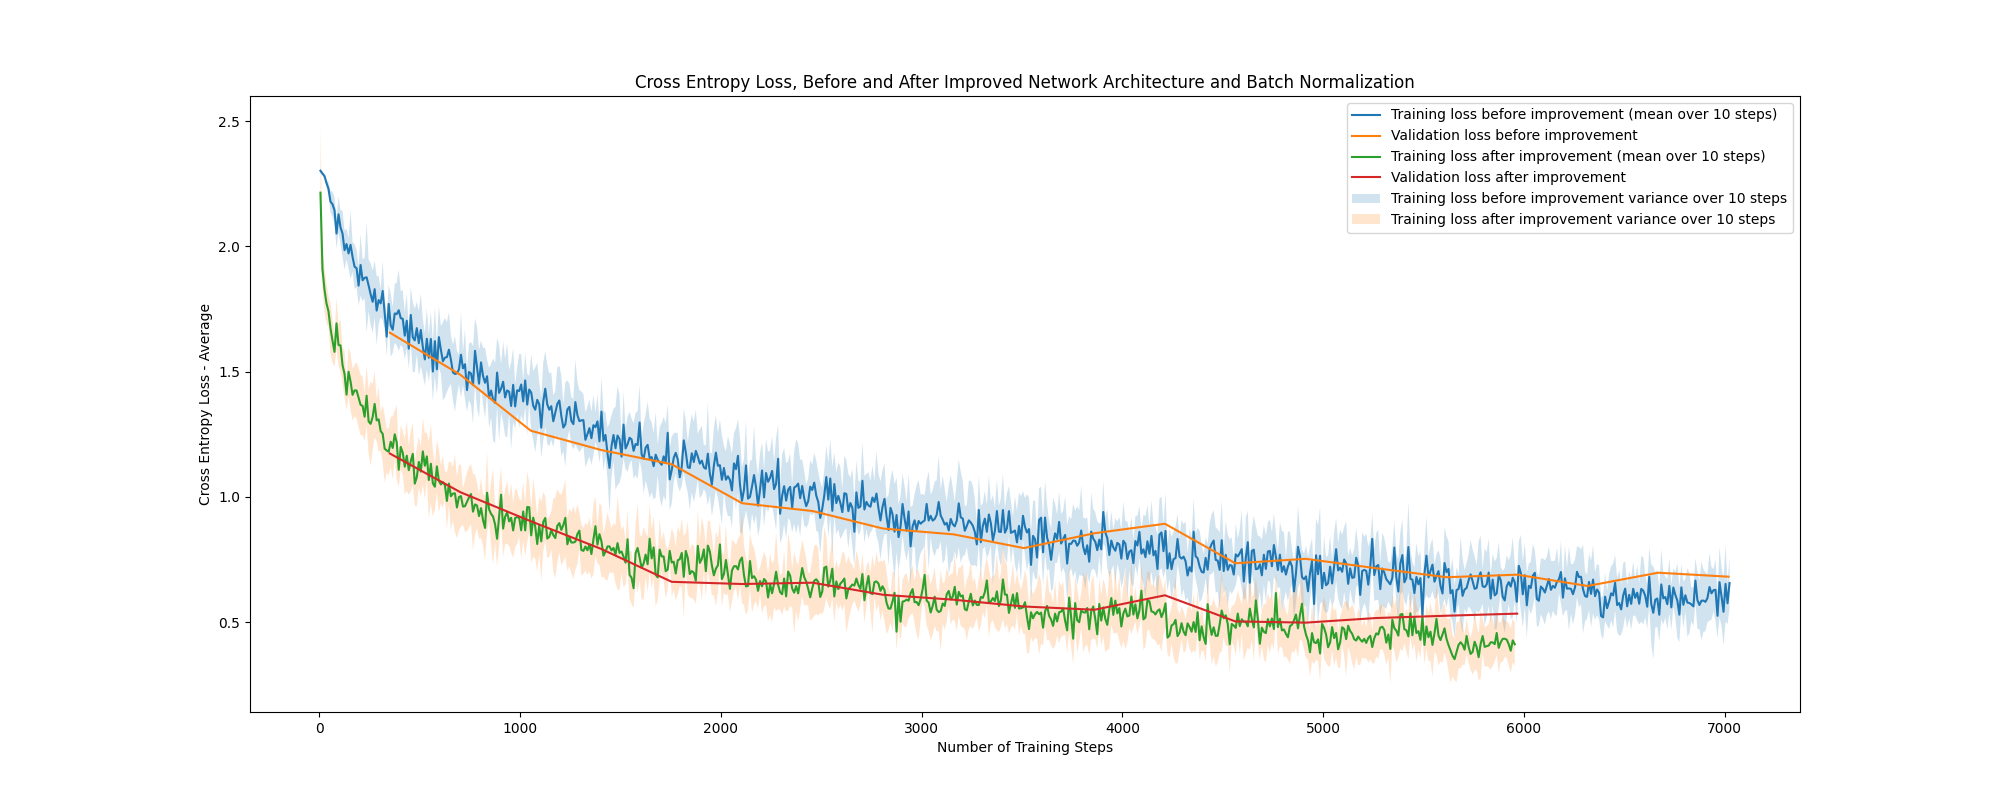 Cross Entropy Loss, Before and After Improved Network Architecture and Batch Normalization
Training loss before improvement (mean over 10 steps)
Validation loss before improvement
Training loss after improvement (mean over 10 steps)
Validation loss after improvement
Training loss before improvement variance over 10 steps
Training loss after improvement variance over 10 steps
Cross Entropy Loss - Average
2.5
2.0
1.5
1.0
0.5
0 1000 2000 3000 4000 5000 6000 7000
Number of Training Steps